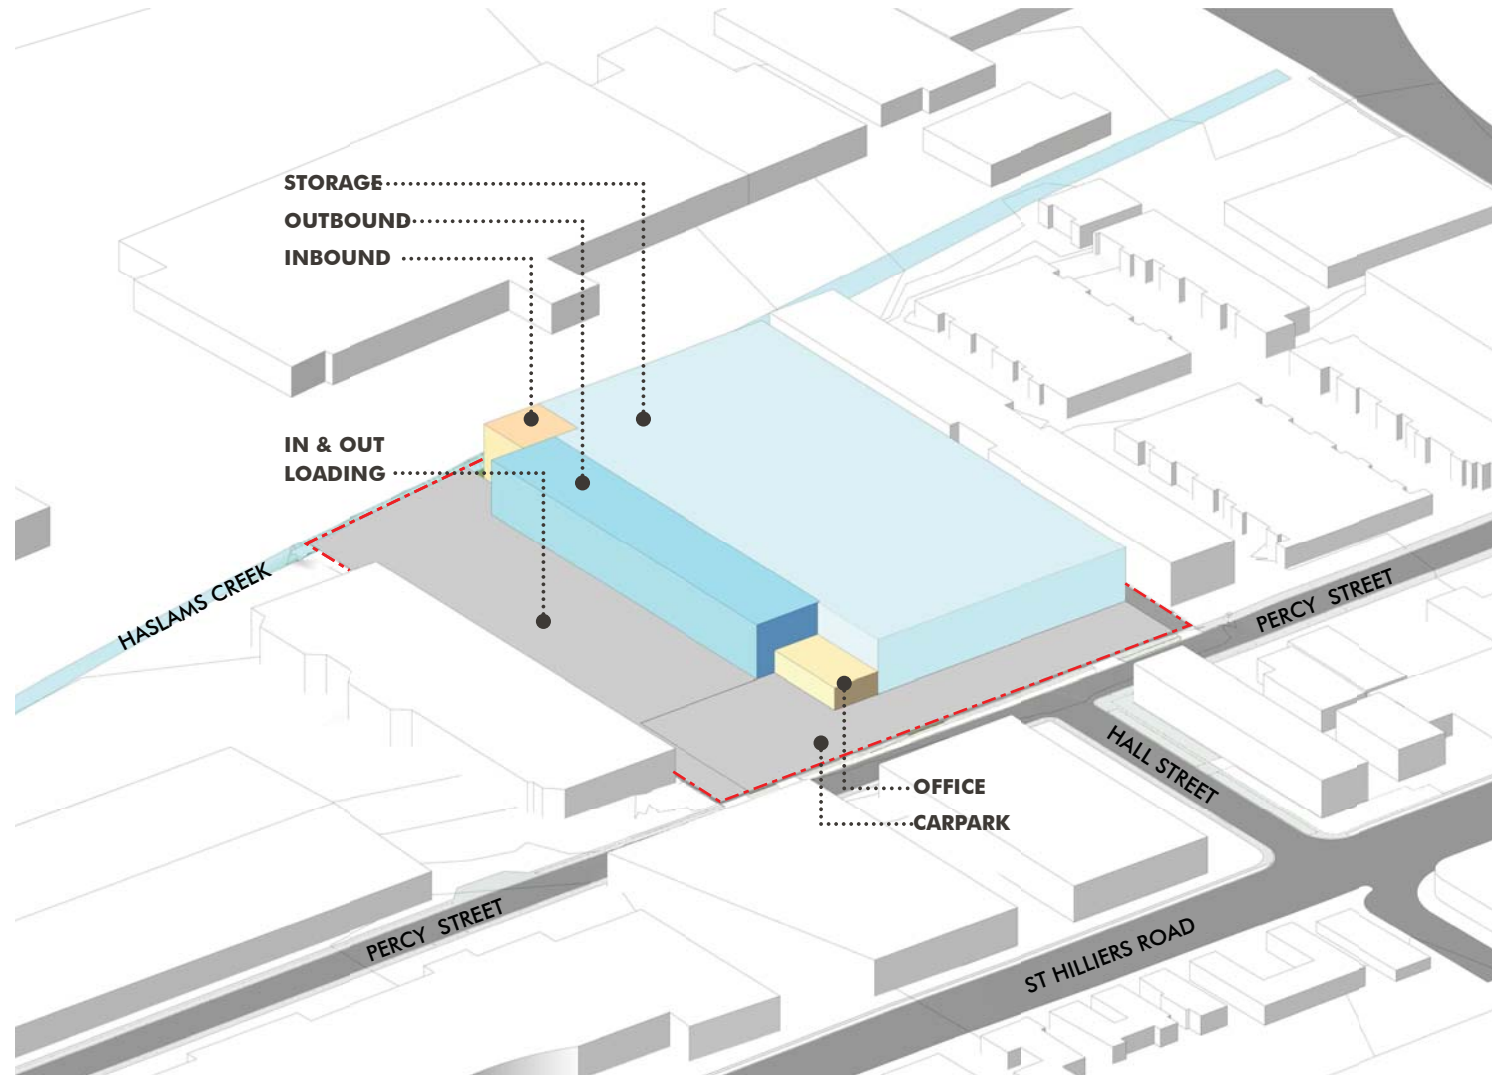 STORAGE
OUTBOUND
INBOUND
IN & OUT
LOADING
HASLAMS CREEK
PERCY STREET
HALL STREET
OFFICE
CARPARK
PERCY STREET
ST HILLIERS ROAD